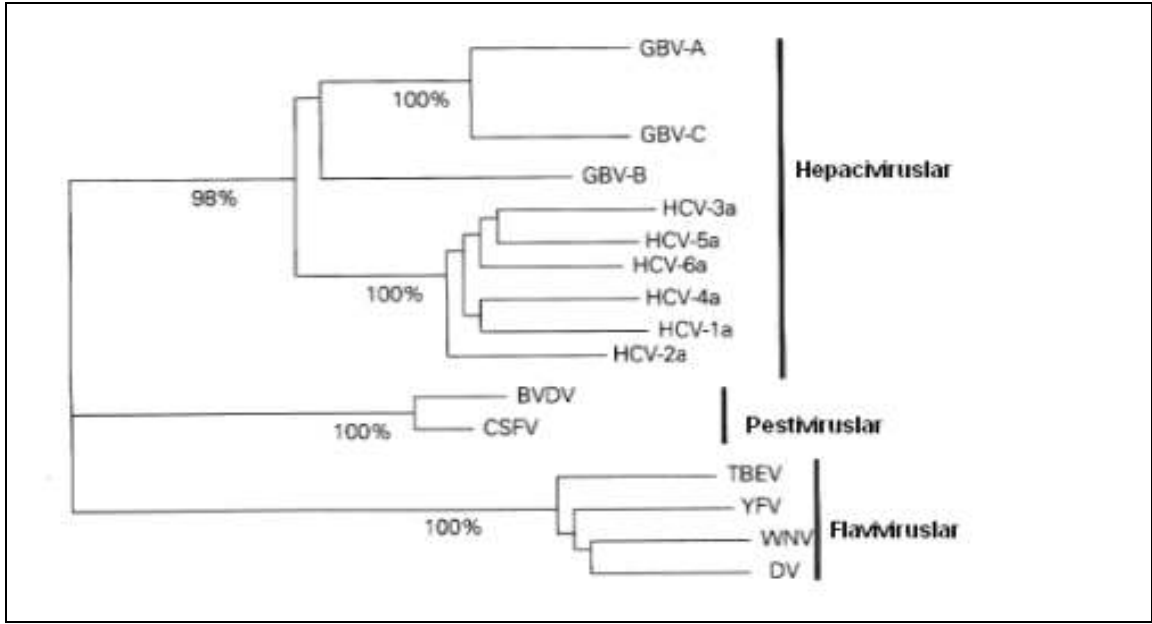 GBV-A
100%
GBV-C
Hepaciviruslar
GBV-B
98%
HCV-3a
HCV-5a
HCV-6a
100%
HCV-4a
HCV-1a
HCV-2a
BVDV
100%
CSFV
Pestiviruslar
TBEV
YFV
100%
Flaviviruslar
WNV
DV